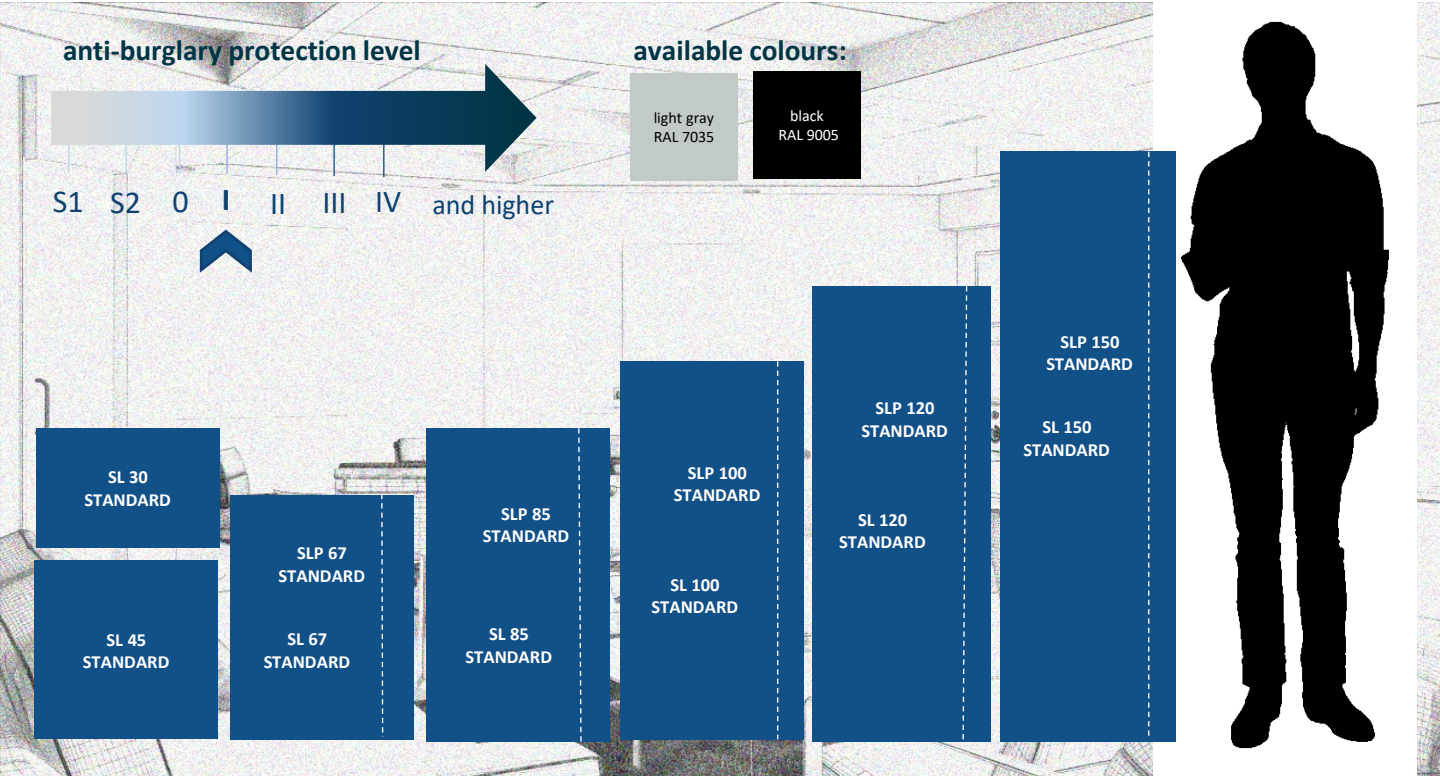 anti-burglary protection level
S1 S2 0 I II III IV and higher
available colours:
light gray
RAL 7035
black
RAL 9005
SL 30
STANDARD
SL 45
STANDARD
SLP 67
STANDARD
SL 67
STANDARD
SLP 85
STANDARD
SL 85
STANDARD
SLP 100
STANDARD
SL 100
STANDARD
SLP 120
STANDARD
SL 120
STANDARD
SLP 150
STANDARD
SL 150
STANDARD